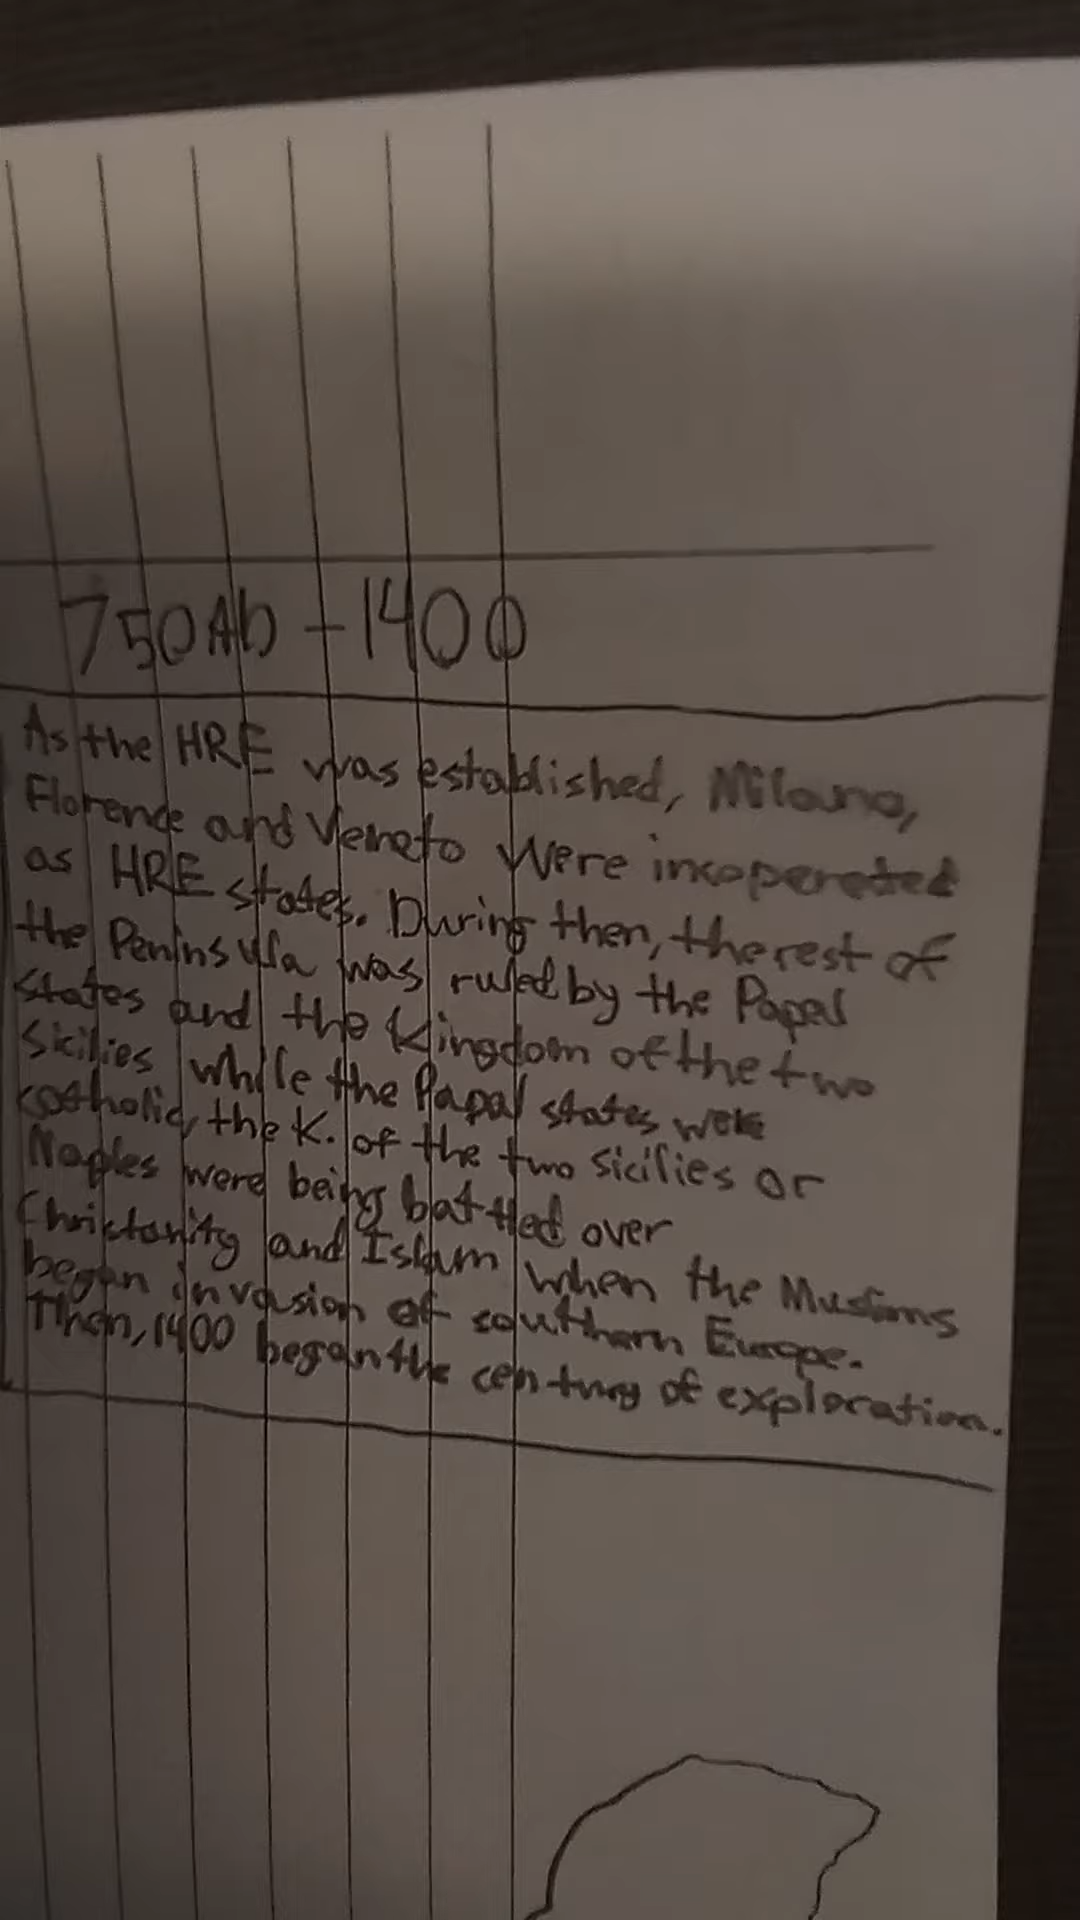 750AD - 1400
As the HRE was established, Milano,
Florence and Veneto were incoperated
as HRE states. During then, the rest of
the Peninsula was ruled by the Papal
states and the Kingdom of the two
Sicilies while the Papal states were
catholic, the K. of the two sicilies or
Naples were being battled over
Christanity and Islam when the Muslims
began invasion of southern Europe.
Then, 1400 began the century of exploration.